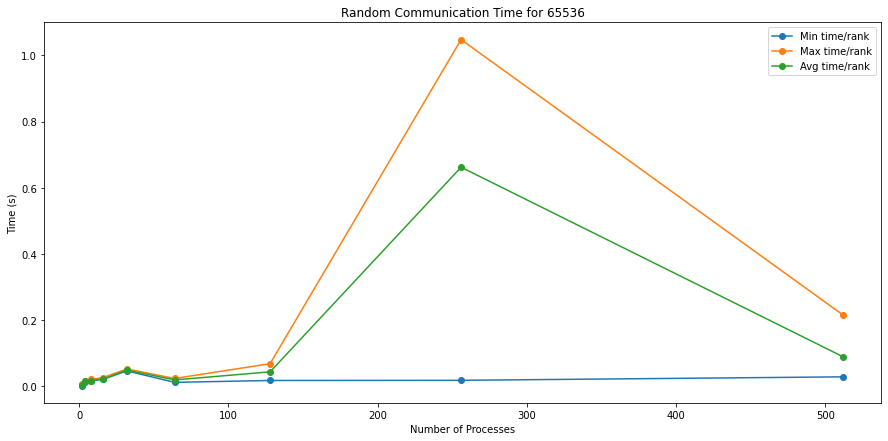 Random Communication Time for 65536
Min time/rank
Max time/rank
Avg time/rank
1.0
0.8
0.6
0.4
0.2
0.0
Time (s)
0
100
200
300
400
500
Number of Processes